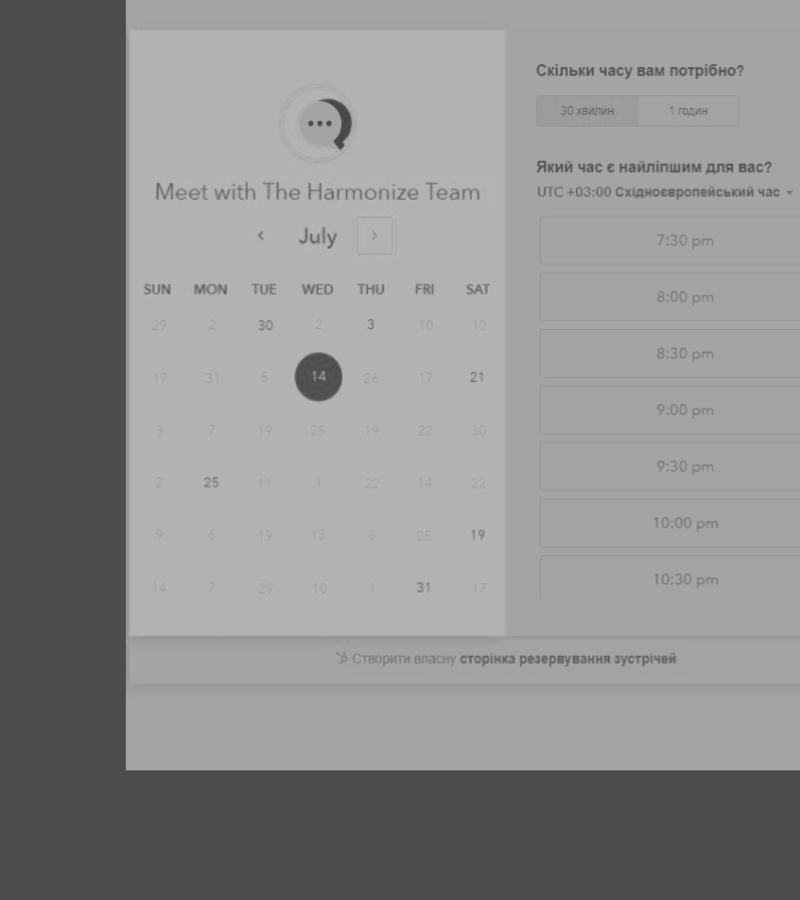 Meet with The Harmonize Team
July
SUN MON TUE WED THU FRI SAT
29 2 30 2 3 10 10
17 31 5 14 26 17 21
3 7 19 25 19 22 30
2 25 11 1 22 14 22
9 6 19 13 8 25 19
14 7 29 10 1 31 17
Скільки часу вам потрібно?
30 хвилин 1 годин
Який час є найліпшим для вас?
UTC +03:00 Східноєвропейський час
7:30 pm
8:00 pm
8:30 pm
9:00 pm
9:30 pm
10:00 pm
10:30 pm
Створити власну сторінка резервування зустрічей